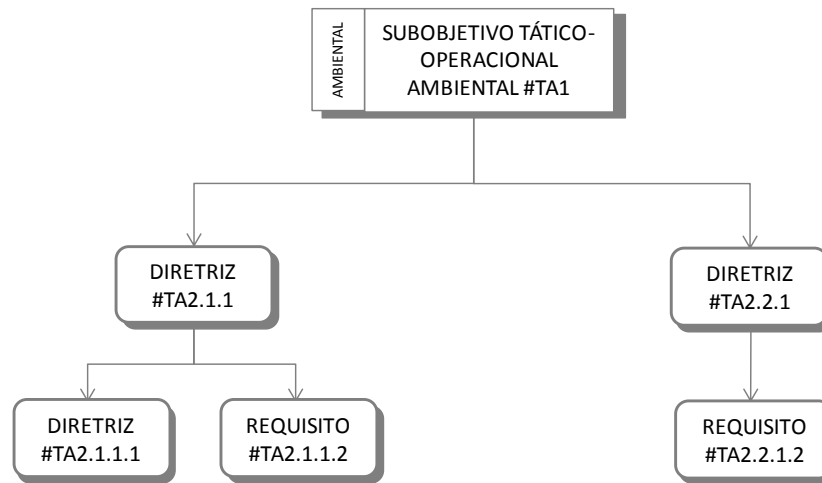 AMBIENTAL
SUBOBJETIVO TÁTICO-
OPERACIONAL
AMBIENTAL #TA1
DIRETRIZ
#TA2.1.1
DIRETRIZ
#TA2.2.1
DIRETRIZ
#TA2.1.1.1
REQUISITO
#TA2.1.1.2
REQUISITO
#TA2.2.1.2